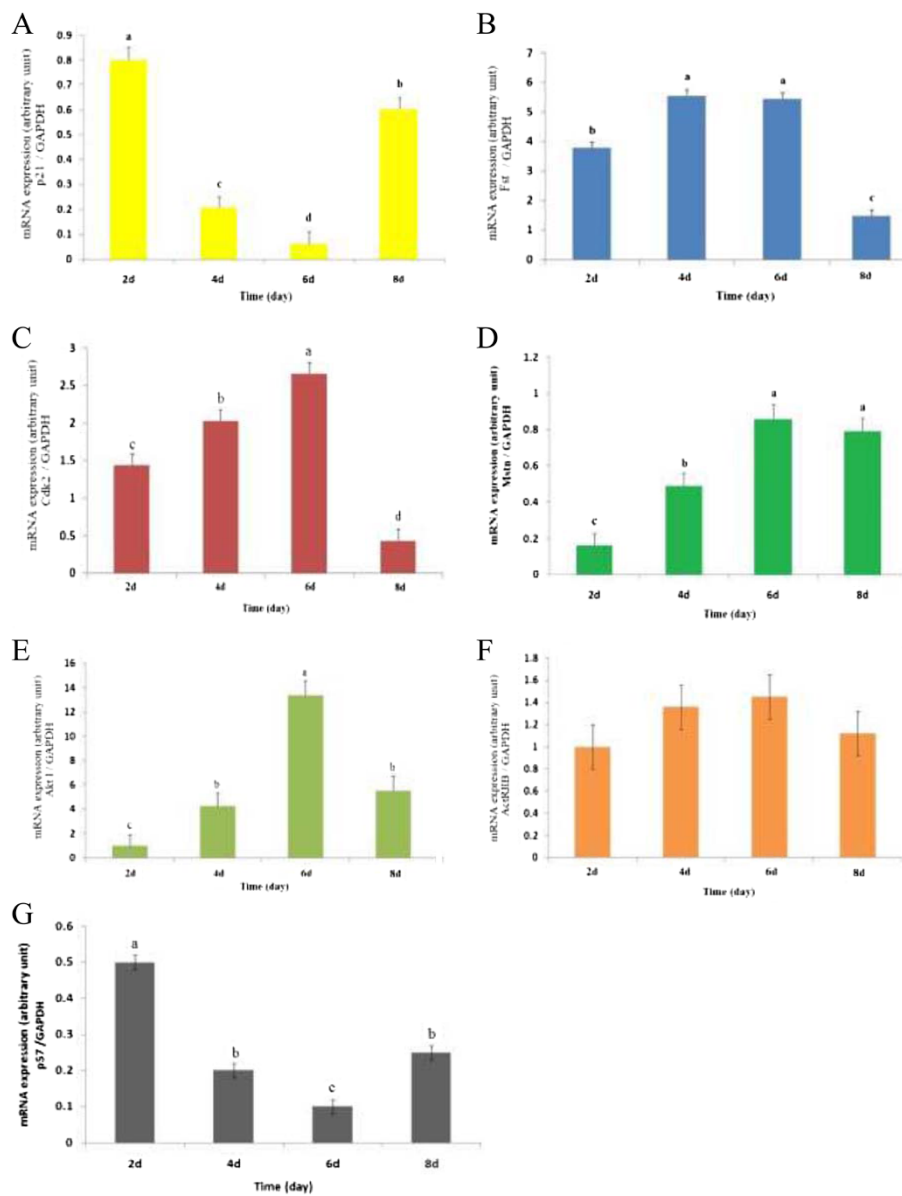 A
mRNA expression (arbitrary unit)
p21 / GAPDH
0.9
0.8
0.7
0.6
0.5
0.4
0.3
0.2
0.1
0
a
c
d
b
2d 4d 6d 8d
Time (day)
B
mRNA expression (arbitrary unit)
Fst / GAPDH
7
6
5
4
3
2
1
0
b
a
a
c
2d 4d 6d 8d
Time (day)
C
mRNA expression (arbitrary unit)
Cdk2 / GAPDH
3
2.5
2
1.5
1
0.5
0
c
b
a
d
2d 4d 6d 8d
Time (day)
D
mRNA expression (arbitrary unit)
Mstn / GAPDH
1.2
1
0.8
0.6
0.4
0.2
0
c
b
a
a
2d 4d 6d 8d
Time (day)
E
mRNA expression (arbitrary unit)
Akt1 / GAPDH
16
14
12
10
8
6
4
2
0
c
b
a
b
2d 4d 6d 8d
Time (day)
F
mRNA expression (arbitrary unit)
ActRIIB / GAPDH
1.8
1.6
1.4
1.2
1
0.8
0.6
0.4
0.2
0
2d 4d 6d 8d
Time (day)
G
mRNA expression (arbitrary unit)
p57 /GAPDH
0.6
0.5
0.4
0.3
0.2
0.1
0
a
b
c
b
2d 4d 6d 8d
Time (day)